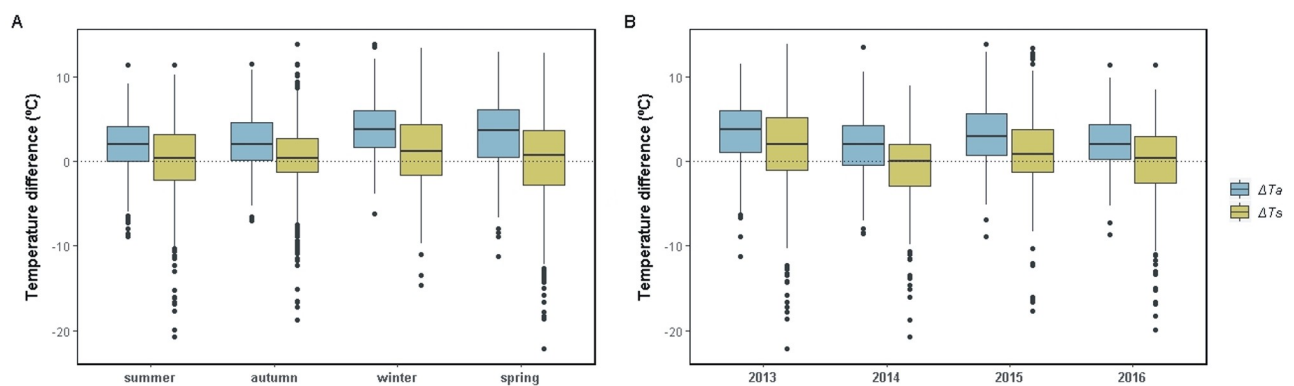 A
Temperature difference (ºC)
10
0
-10
-20
summer autumn winter spring
B
Temperature difference (ºC)
10
0
-10
-20
2013 2014 2015 2016
ΔTa
ΔTs